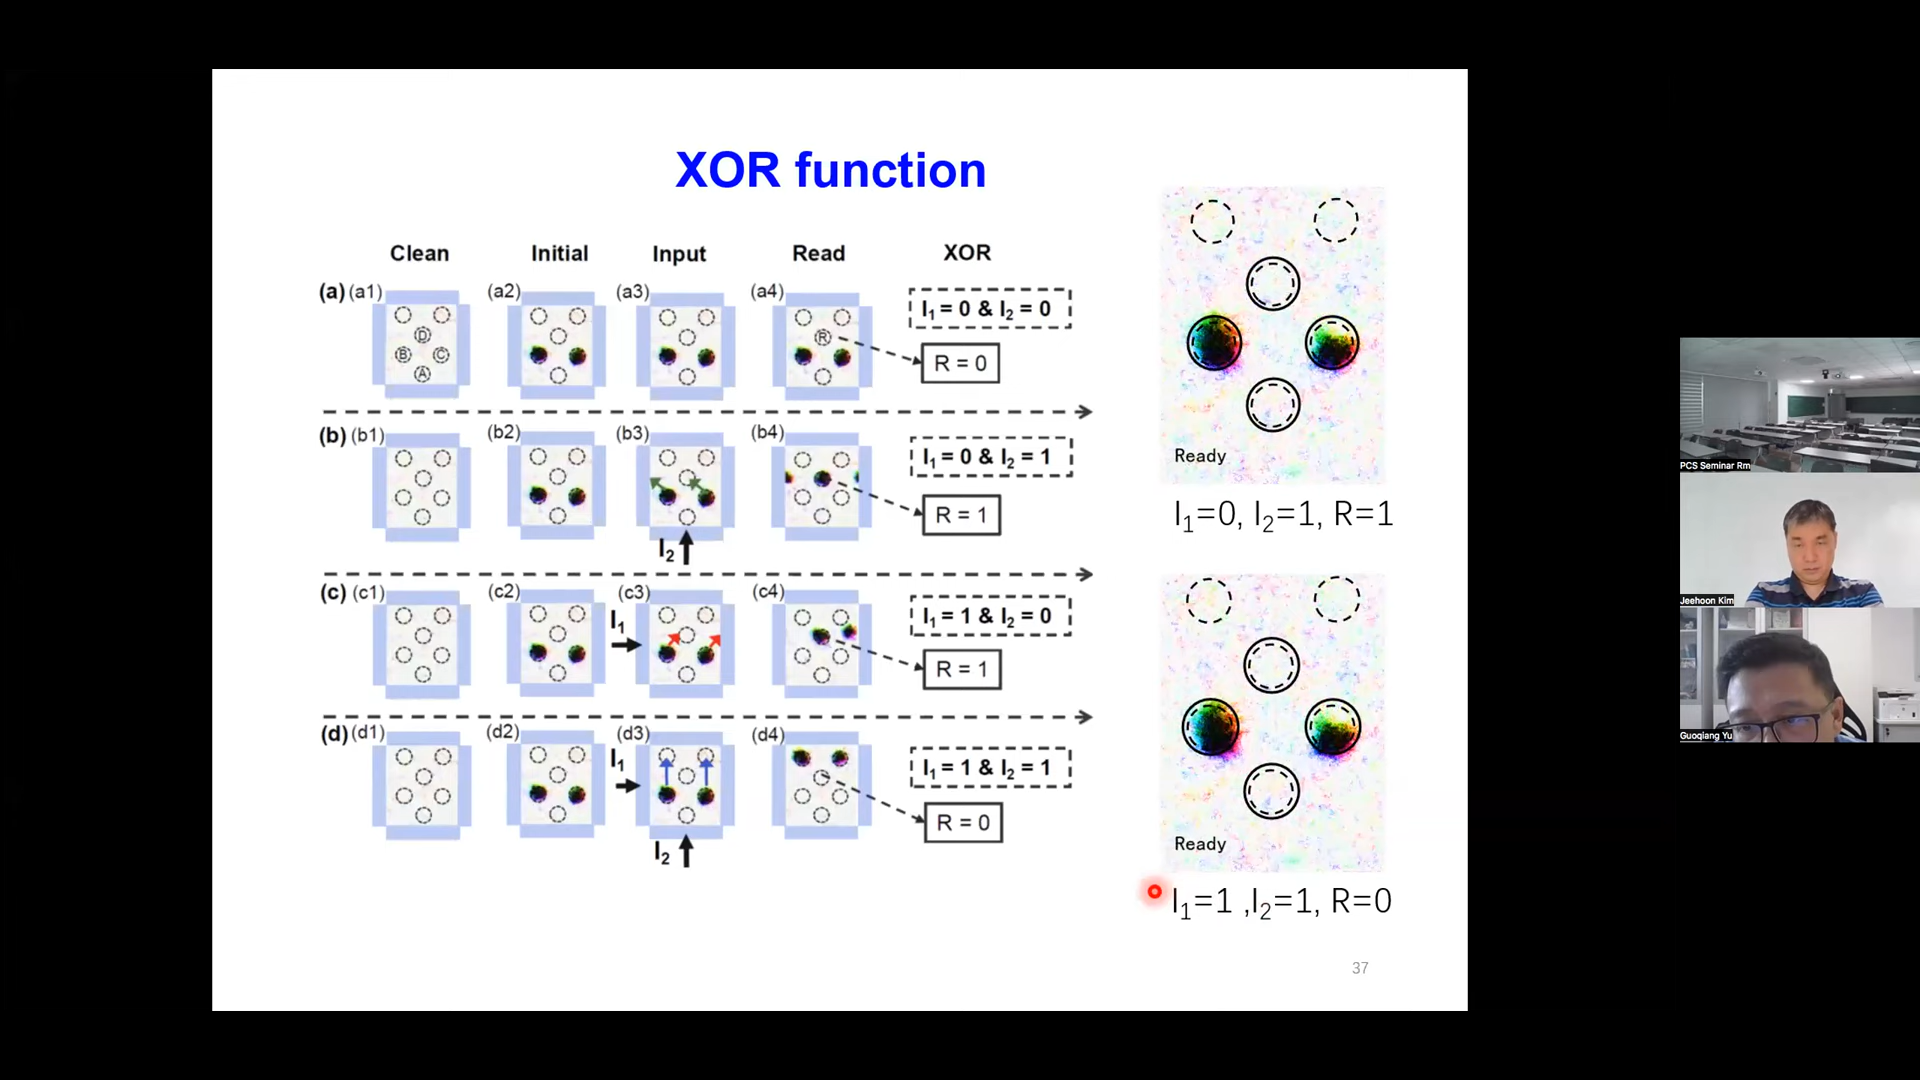 XOR function
Clean Initial Input Read XOR
(a) (a1) (a2) (a3) (a4)
I1 = 0 & I2 = 0
D
B C
A
R
R = 0
(b) (b1) (b2) (b3) (b4)
I1 = 0 & I2 = 1
R = 1
I2
(c) (c1) (c2) (c3) (c4)
I1
I1 = 1 & I2 = 0
R = 1
(d) (d1) (d2) (d3) (d4)
I1
I1 = 1 & I2 = 1
R = 0
I2
Ready
I1=0, I2=1, R=1
Ready
I1=1 ,I2=1, R=0
37
PCS Seminar Rm
Jeehoon Kim
Guoqiang Yu